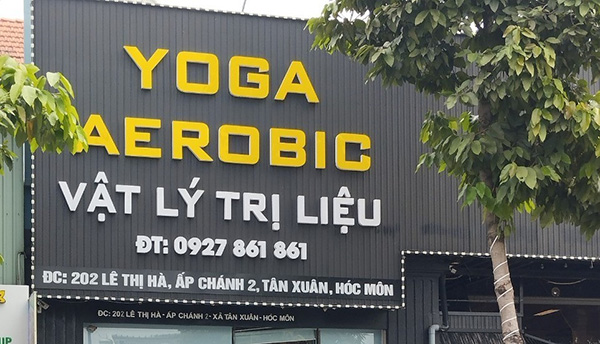 YOGA
AEROBIC
VẬT LÝ TRỊ LIỆU
ĐT: 0927 861 861
ĐC: 202 LÊ THỊ HÀ, ẤP CHÁNH 2, TÂN XUÂN, HÓC MÔN
ĐC: 202 LÊ THỊ HÀ- ẤP CHÁNH 2- XÃ TÂN XUÂN- HÓC MÔN